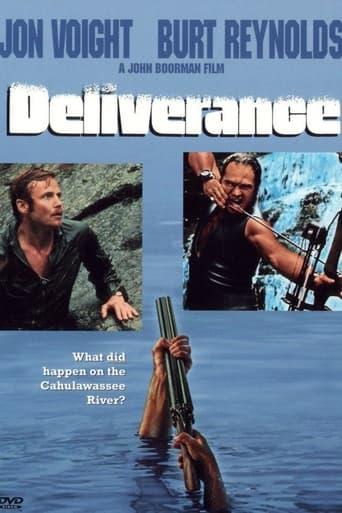 JON VOIGHT BURT REYNOLDS
A JOHN BOORMAN FILM
Deliverance
What did
happen on the
Cahulawassee
River?
DVD
VIDEO